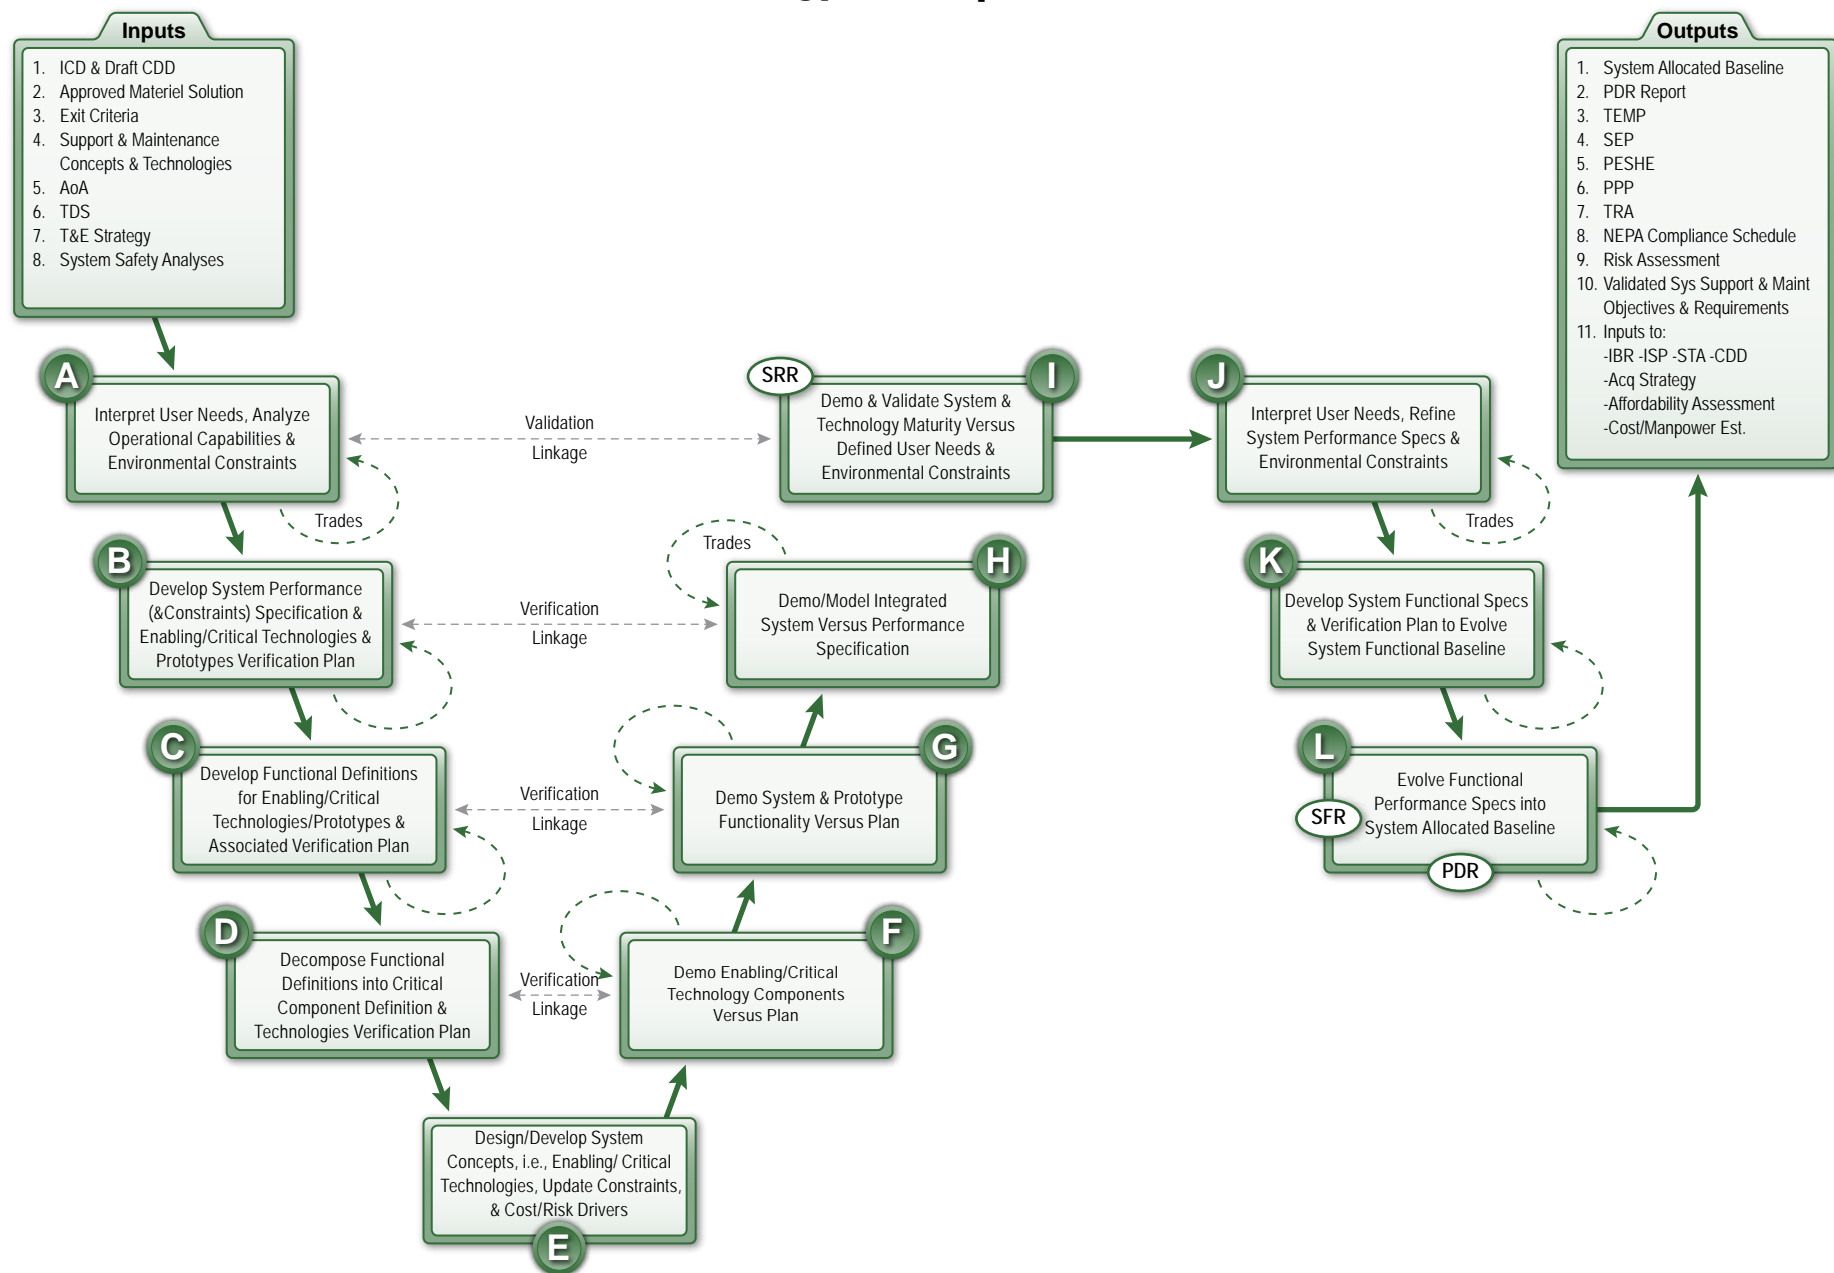 Inputs
1. ICD & Draft CDD
2. Approved Materiel Solution
3. Exit Criteria
4. Support & Maintenance
Concepts & Technologies
5. AoA
6. TDS
7. T&E Strategy
8. System Safety Analyses
Outputs
1. System Allocated Baseline
2. PDR Report
3. TEMP
4. SEP
5. PESHE
6. PPP
7. TRA
8. NEPA Compliance Schedule
9. Risk Assessment
10. Validated Sys Support & Maint
Objectives & Requirements
11. Inputs to:
-IBR -ISP -STA -CDD
-Acq Strategy
-Affordability Assessment
-Cost/Manpower Est.
A
Interpret User Needs, Analyze
Operational Capabilities &
Environmental Constraints
Trades
Validation
Linkage
SRR
I
Demo & Validate System &
Technology Maturity Versus
Defined User Needs &
Environmental Constraints
J
Interpret User Needs, Refine
System Performance Specs &
Environmental Constraints
Trades
B
Develop System Performance
(&Constraints) Specification &
Enabling/Critical Technologies &
Prototypes Verification Plan
Verification
Linkage
Trades
H
Demo/Model Integrated
System Versus Performance
Specification
K
Develop System Functional Specs
& Verification Plan to Evolve
System Functional Baseline
C
Develop Functional Definitions
for Enabling/Critical
Technologies/Prototypes &
Associated Verification Plan
Verification
Linkage
G
Demo System & Prototype
Functionality Versus Plan
L
Evolve Functional
Performance Specs into
System Allocated Baseline
SFR
PDR
D
Decompose Functional
Definitions into Critical
Component Definition &
Technologies Verification Plan
Verification
Linkage
F
Demo Enabling/Critical
Technology Components
Versus Plan
Design/Develop System
Concepts, i.e., Enabling/ Critical
Technologies, Update Constraints,
& Cost/Risk Drivers
E